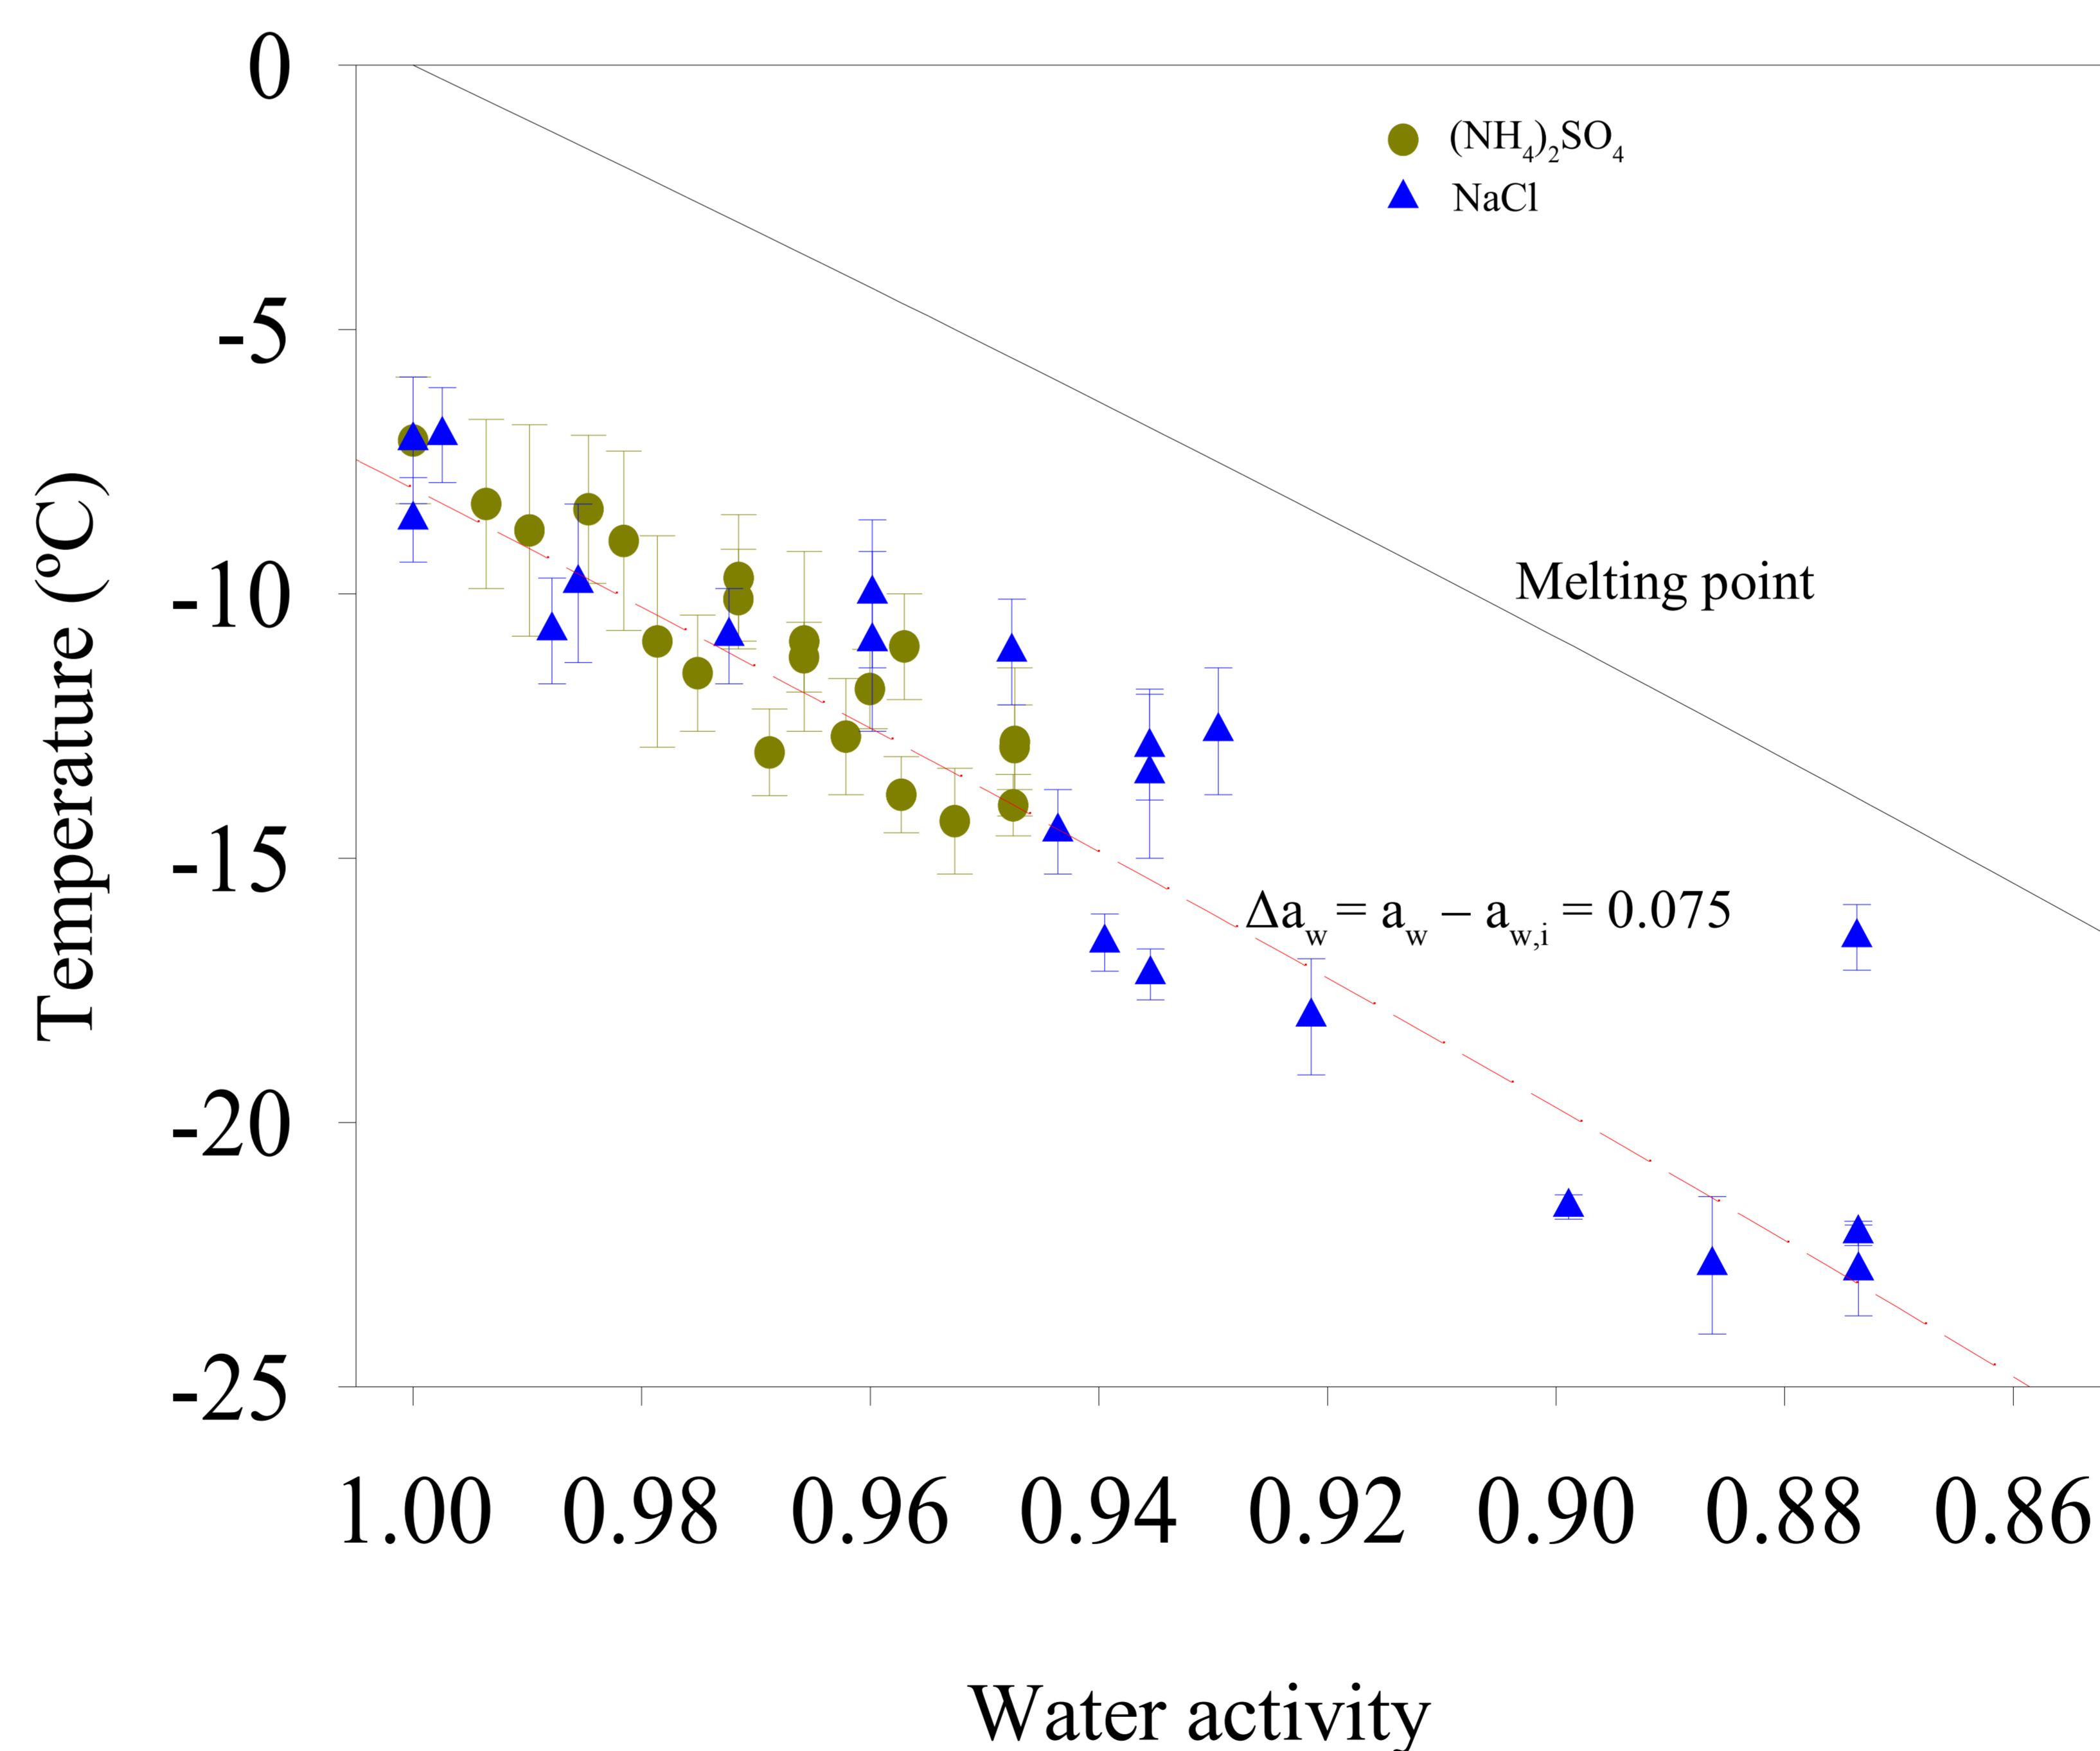 0
(NH4)2SO4
NaCl
-5
Melting point
-10
Temperature (ºC)
-15
Δaw = aw – aw,i = 0.075
-20
-25
1.00 0.98 0.96 0.94 0.92 0.90 0.88 0.86
Water activity